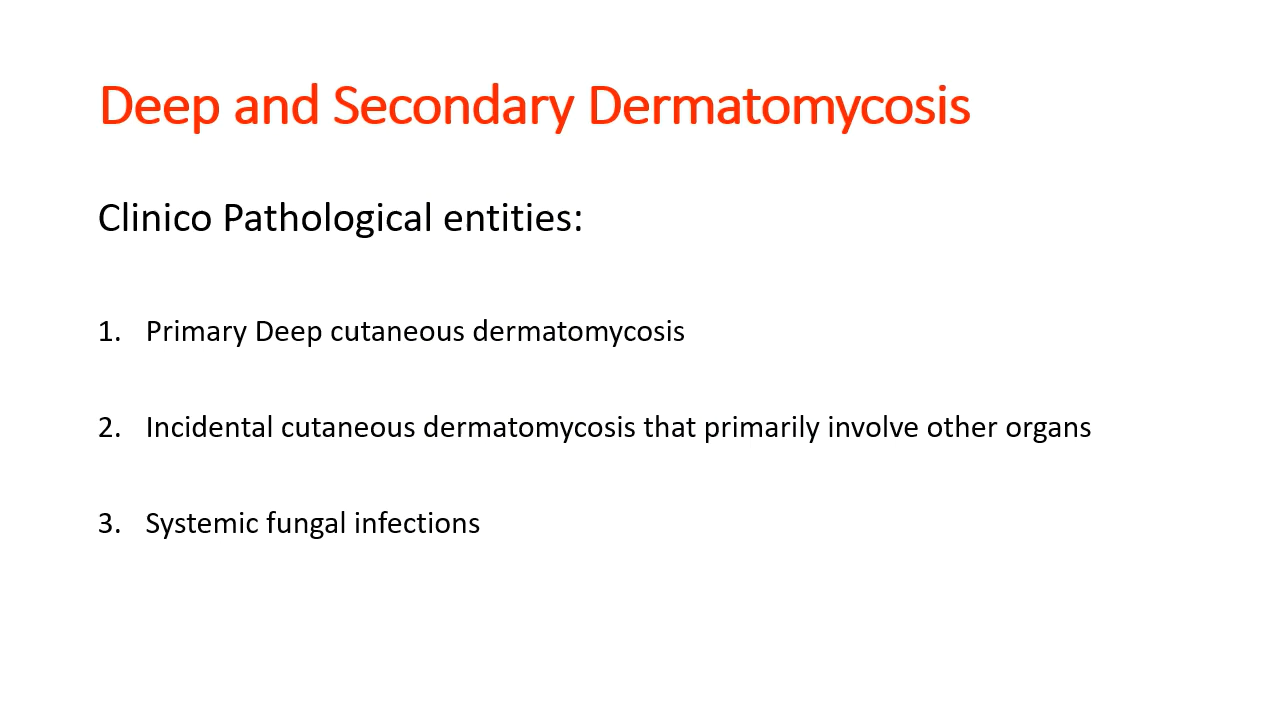 Deep and Secondary Dermatomycosis
Clinico Pathological entities:
1. Primary Deep cutaneous dermatomycosis
2. Incidental cutaneous dermatomycosis that primarily involve other organs
3. Systemic fungal infections